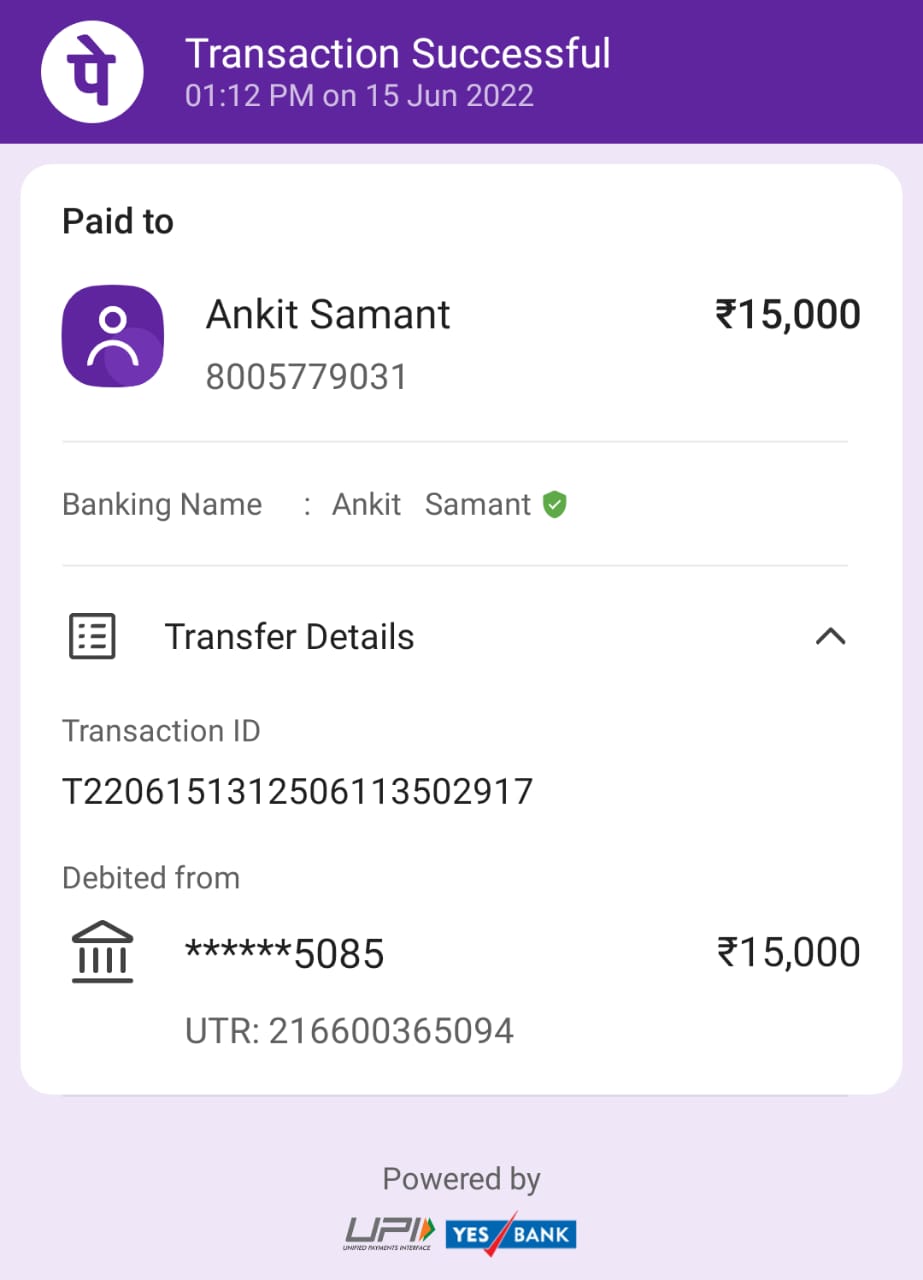 पे
Transaction Successful
01:12 PM on 15 Jun 2022
Paid to
Ankit Samant ₹15,000
8005779031
Banking Name : Ankit Samant
Transfer Details
Transaction ID
T2206151312506113502917
Debited from
******5085 ₹15,000
UTR: 216600365094
Powered by
UPI YES BANK
UNIFIED PAYMENTS INTERFACE